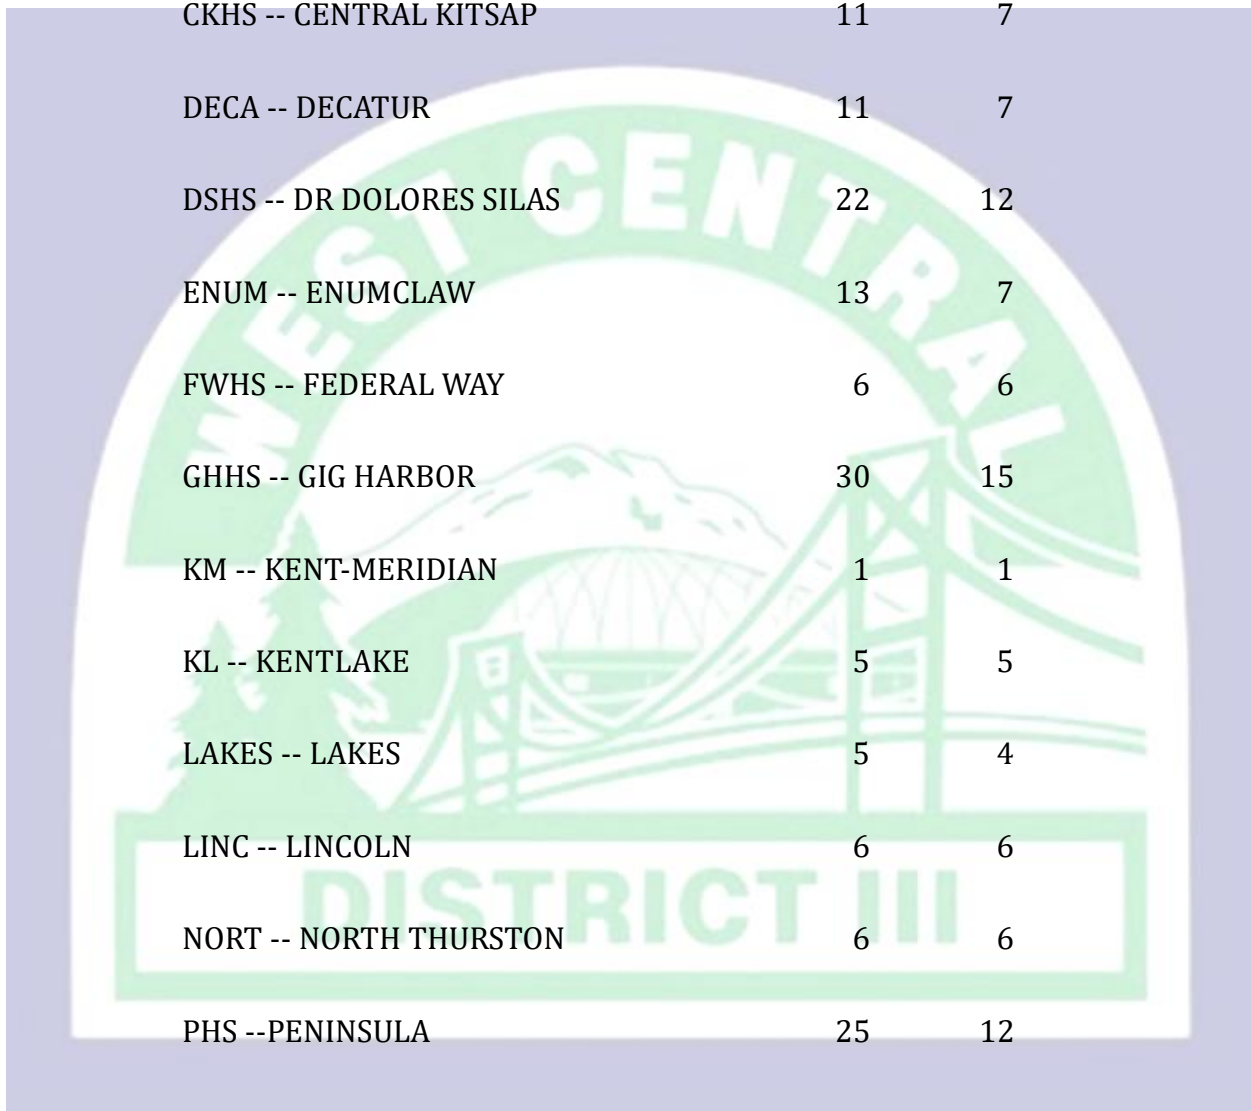 CKHS -- CENTRAL KITSAP 11 7
DECA -- DECATUR 11 7
WEST CENTRAL
DSHS -- DR DOLORES SILAS 22 12
ENUM -- ENUMCLAW 13 7
FWHS -- FEDERAL WAY 6 6
GHHS -- GIG HARBOR 30 15
KM -- KENT-MERIDIAN 1 1
KL -- KENTLAKE 5 5
LAKES -- LAKES 5 4
LINC -- LINCOLN 6 6
DISTRICT III
NORT -- NORTH THURSTON 6 6
PHS --PENINSULA 25 12